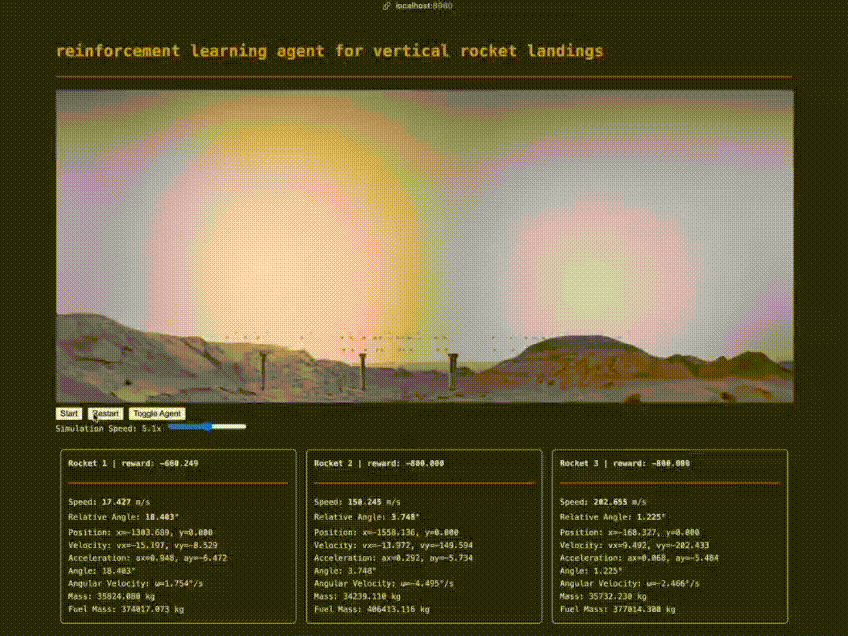 localhost:8080
reinforcement learning agent for vertical rocket landings
Start Restart Toggle Agent
Simulation Speed: 5.1x
Rocket 1 | reward: -660.249
Speed: 17.427 m/s
Relative Angle: 18.403°
Position: x=-1303.680, y=0.000
Velocity: vx=-15.197, vy=-8.529
Acceleration: ax=0.948, ay=-6.472
Angle: 18.403°
Angular Velocity: ω=1.754°/s
Mass: 35824.080 kg
Fuel Mass: 374017.073 kg
Rocket 2 | reward: -800.000
Speed: 150.245 m/s
Relative Angle: 3.748°
Position: x=-1558.136, y=0.000
Velocity: vx=-13.972, vy=-149.594
Acceleration: ax=0.292, ay=-5.734
Angle: 3.748°
Angular Velocity: ω=-4.495°/s
Mass: 34239.110 kg
Fuel Mass: 406413.116 kg
Rocket 3 | reward: -800.000
Speed: 202.655 m/s
Relative Angle: 1.225°
Position: x=-168.327, y=0.000
Velocity: vx=9.492, vy=-202.433
Acceleration: ax=0.068, ay=-5.484
Angle: 1.225°
Angular Velocity: ω=-2.466°/s
Mass: 35732.230 kg
Fuel Mass: 377014.300 kg